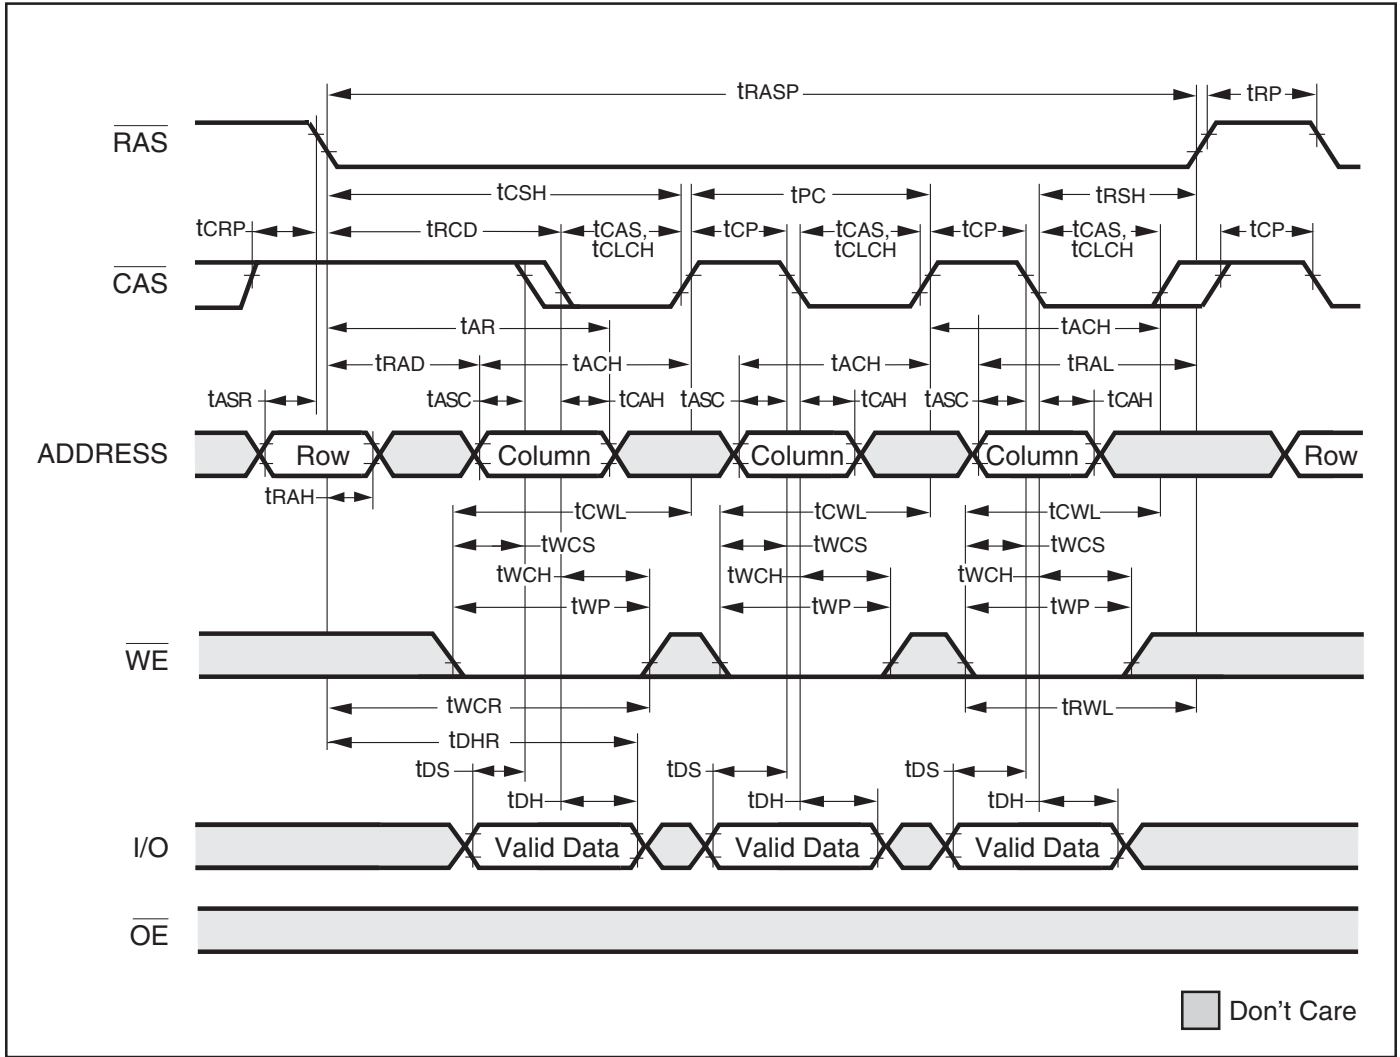 tRASP tRP
RAS
tCSH tPC tRSH
tCRP tRCD tCAS, tCLCH tCP tCAS, tCLCH tCP tCAS, tCLCH tCP
CAS
tAR tACH
tRAD tACH tACH tRAL
tASR tASC tCAH tASC tCAH tASC tCAH
ADDRESS Row Column Column Column Row
tRAH
tCWL tCWL tCWL
tWCS tWCS tWCS
tWCH tWCH tWCH
tWP tWP tWP
WE
tWCR tRWL
tDHR
tDS tDS tDS
tDH tDH tDH
I/O Valid Data Valid Data Valid Data
OE
Don't Care